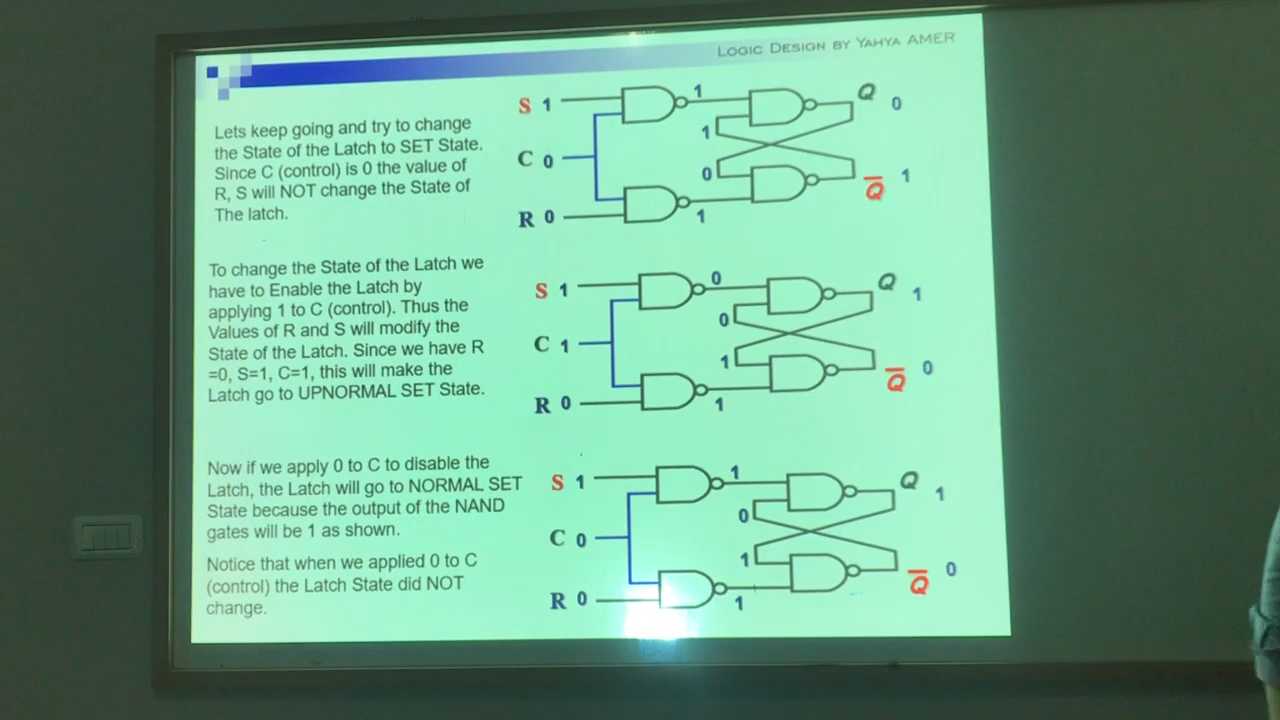 LOGIC DESIGN BY YAHYA AMER
Lets keep going and try to change
the State of the Latch to SET State.
Since C (control) is 0 the value of
R, S will NOT change the State of
The latch.
S 1
1
Q 0
1
C 0
0
Q 1
R 0
1
To change the State of the Latch we
have to Enable the Latch by
applying 1 to C (control). Thus the
Values of R and S will modify the
State of the Latch. Since we have R
=0, S=1, C=1, this will make the
Latch go to UPNORMAL SET State.
S 1
0
Q 1
0
C 1
1
Q 0
R 0
1
Now if we apply 0 to C to disable the
Latch, the Latch will go to NORMAL SET
State because the output of the NAND
gates will be 1 as shown.
Notice that when we applied 0 to C
(control) the Latch State did NOT
change.
S 1
1
Q 1
0
C 0
1
Q 0
R 0
1